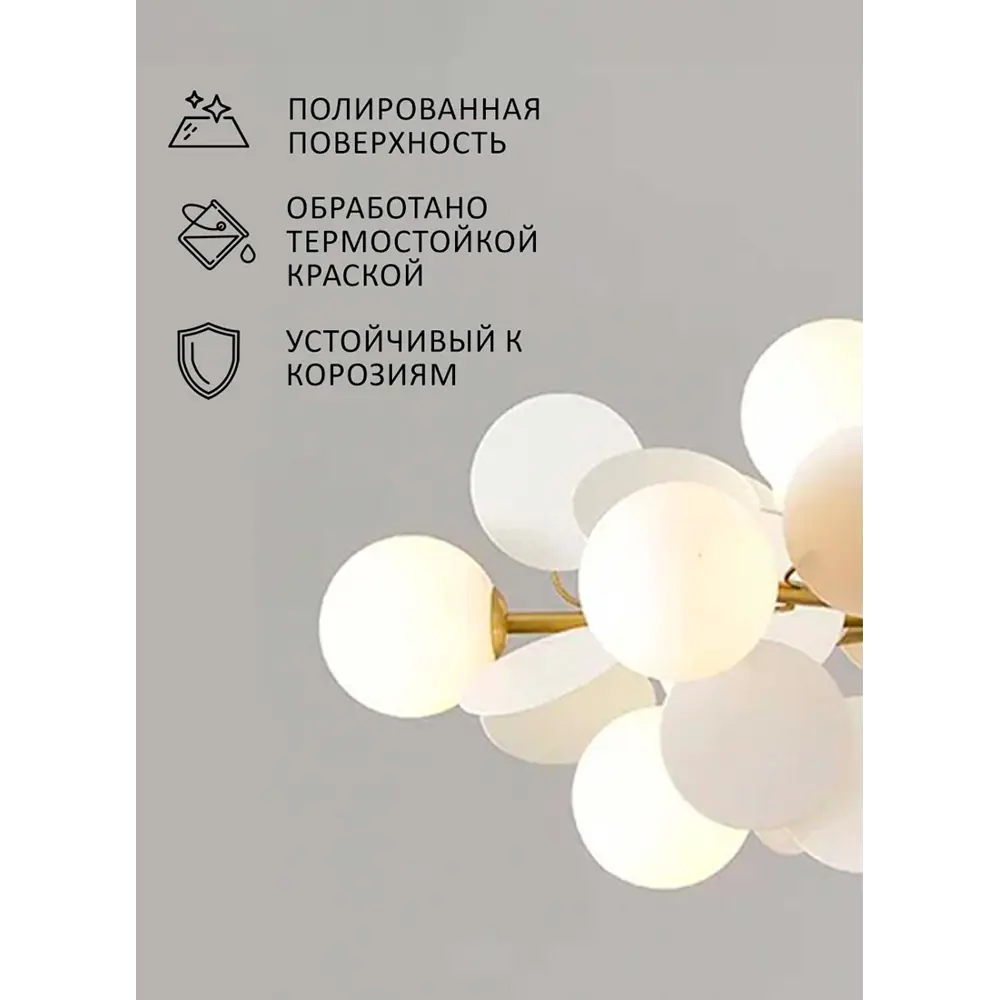 ПОЛИРОВАННАЯ
ПОВЕРХНОСТЬ
ОБРАБОТАНО
ТЕРМОСТОЙКОЙ
КРАСКОЙ
УСТОЙЧИВЫЙ К
КОРОЗИЯМ